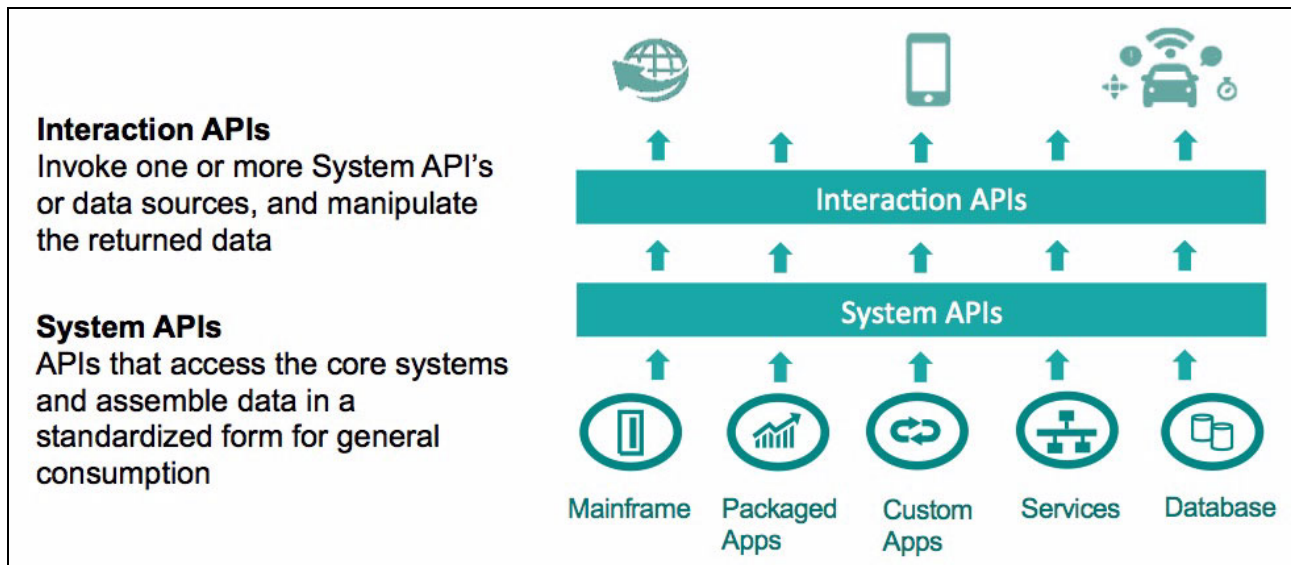 Interaction APIs
Invoke one or more System API's
or data sources, and manipulate
the returned data
System APIs
APIs that access the core systems
and assemble data in a
standardized form for general
consumption
Interaction APIs
System APIs
Mainframe
Packaged
Apps
Custom
Apps
Services
Database